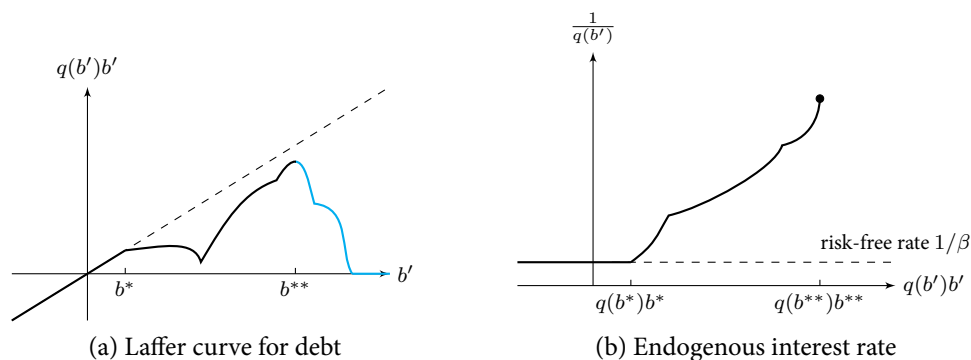 q(b′)b′
b′
b*
b**
(a) Laffer curve for debt
1/q(b′)
risk-free rate 1/β
q(b′)b′
q(b*)b*
q(b**)b**
(b) Endogenous interest rate